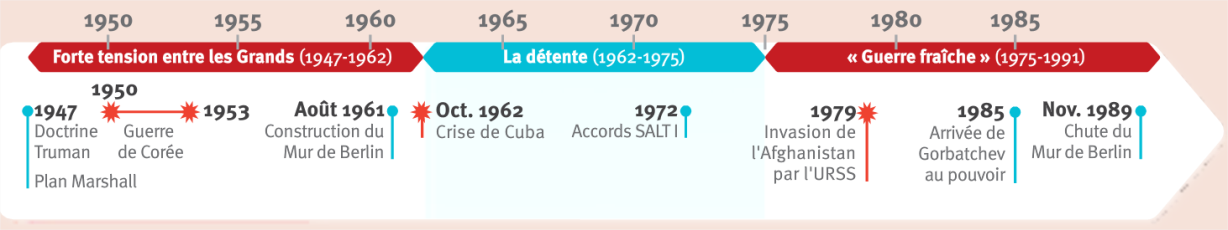 1950 1955 1960 1965 1970 1975 1980 1985
Forte tension entre les Grands (1947-1962)
La détente (1962-1975)
« Guerre fraîche » (1975-1991)
1947
Doctrine
Truman
Plan Marshall
1950
1953
Guerre
de Corée
Août 1961
Construction du
Mur de Berlin
Oct. 1962
Crise de Cuba
1972
Accords SALT I
1979
Invasion de
l'Afghanistan
par l'URSS
1985
Arrivée de
Gorbatchev
au pouvoir
Nov. 1989
Chute du
Mur de Berlin